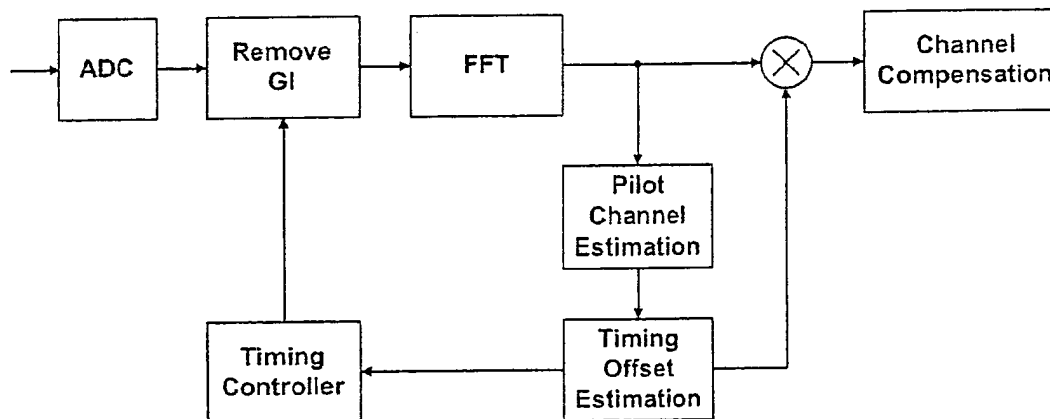 ADC
Remove
GI
FFT
Channel
Compensation
Pilot
Channel
Estimation
Timing
Controller
Timing
Offset
Estimation